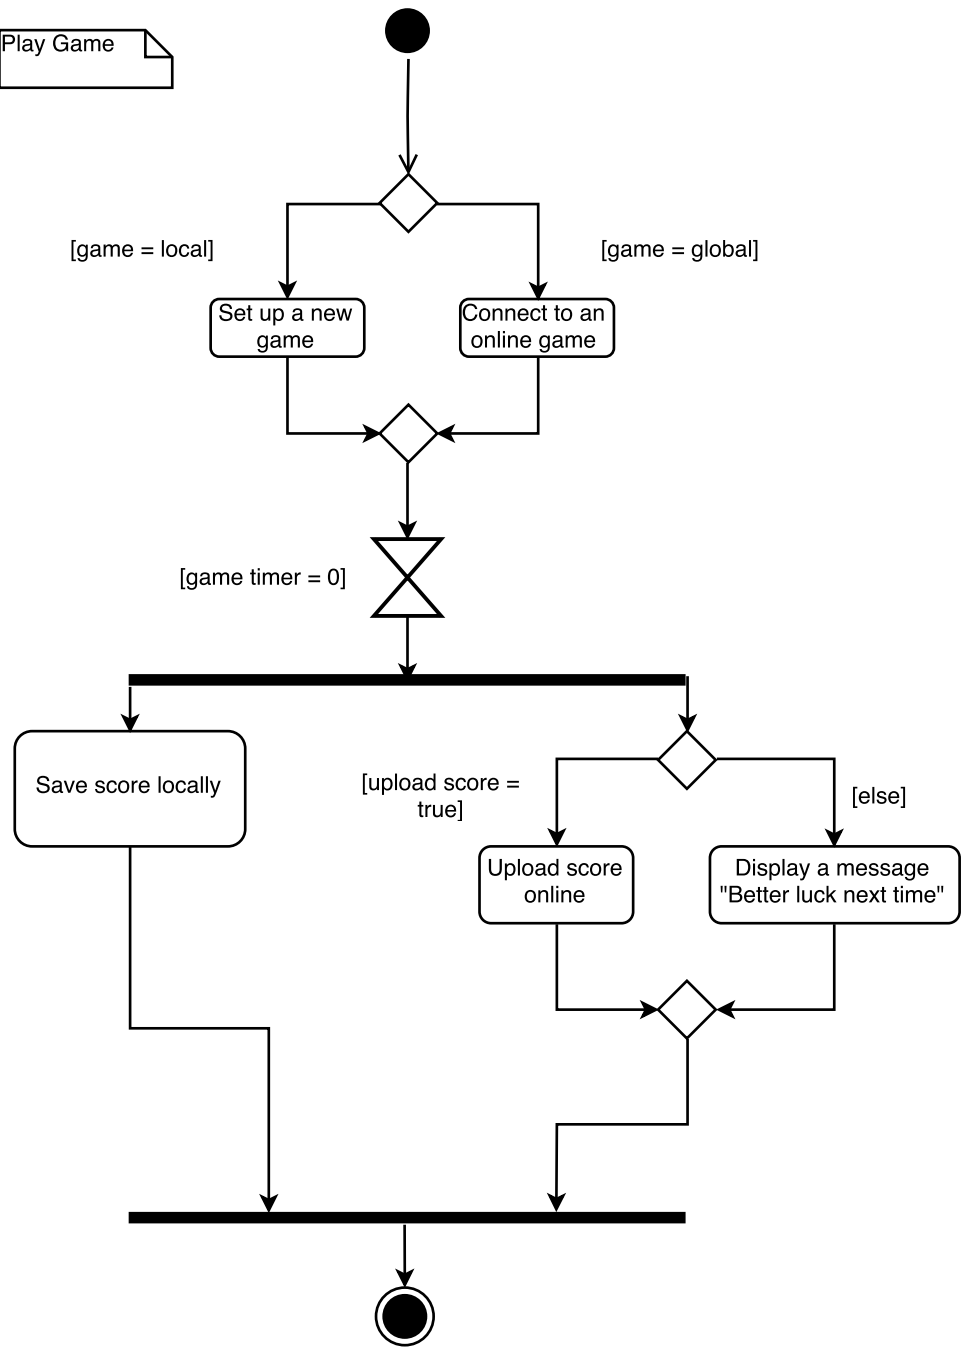 Play Game
[game = local]
[game = global]
Set up a new
game
Connect to an
online game
[game timer = 0]
Save score locally
[upload score =
true]
[else]
Upload score
online
Display a message
"Better luck next time"